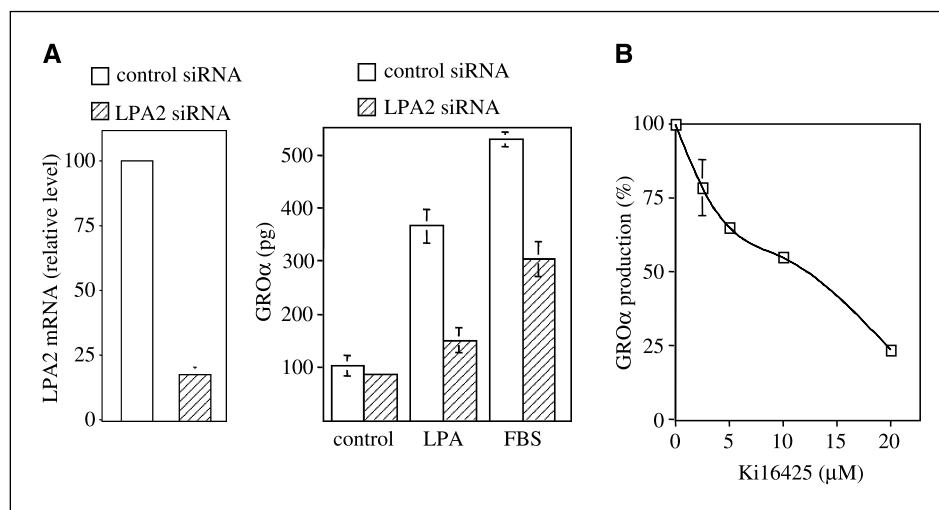 A
control siRNA
LPA2 siRNA
LPA2 mRNA (relative level)
100
75
50
25
0
control siRNA
LPA2 siRNA
GROα (pg)
500
400
300
200
100
control LPA FBS
B
GROα production (%)
100
75
50
25
0
0 5 10 15 20
Ki16425 (μM)